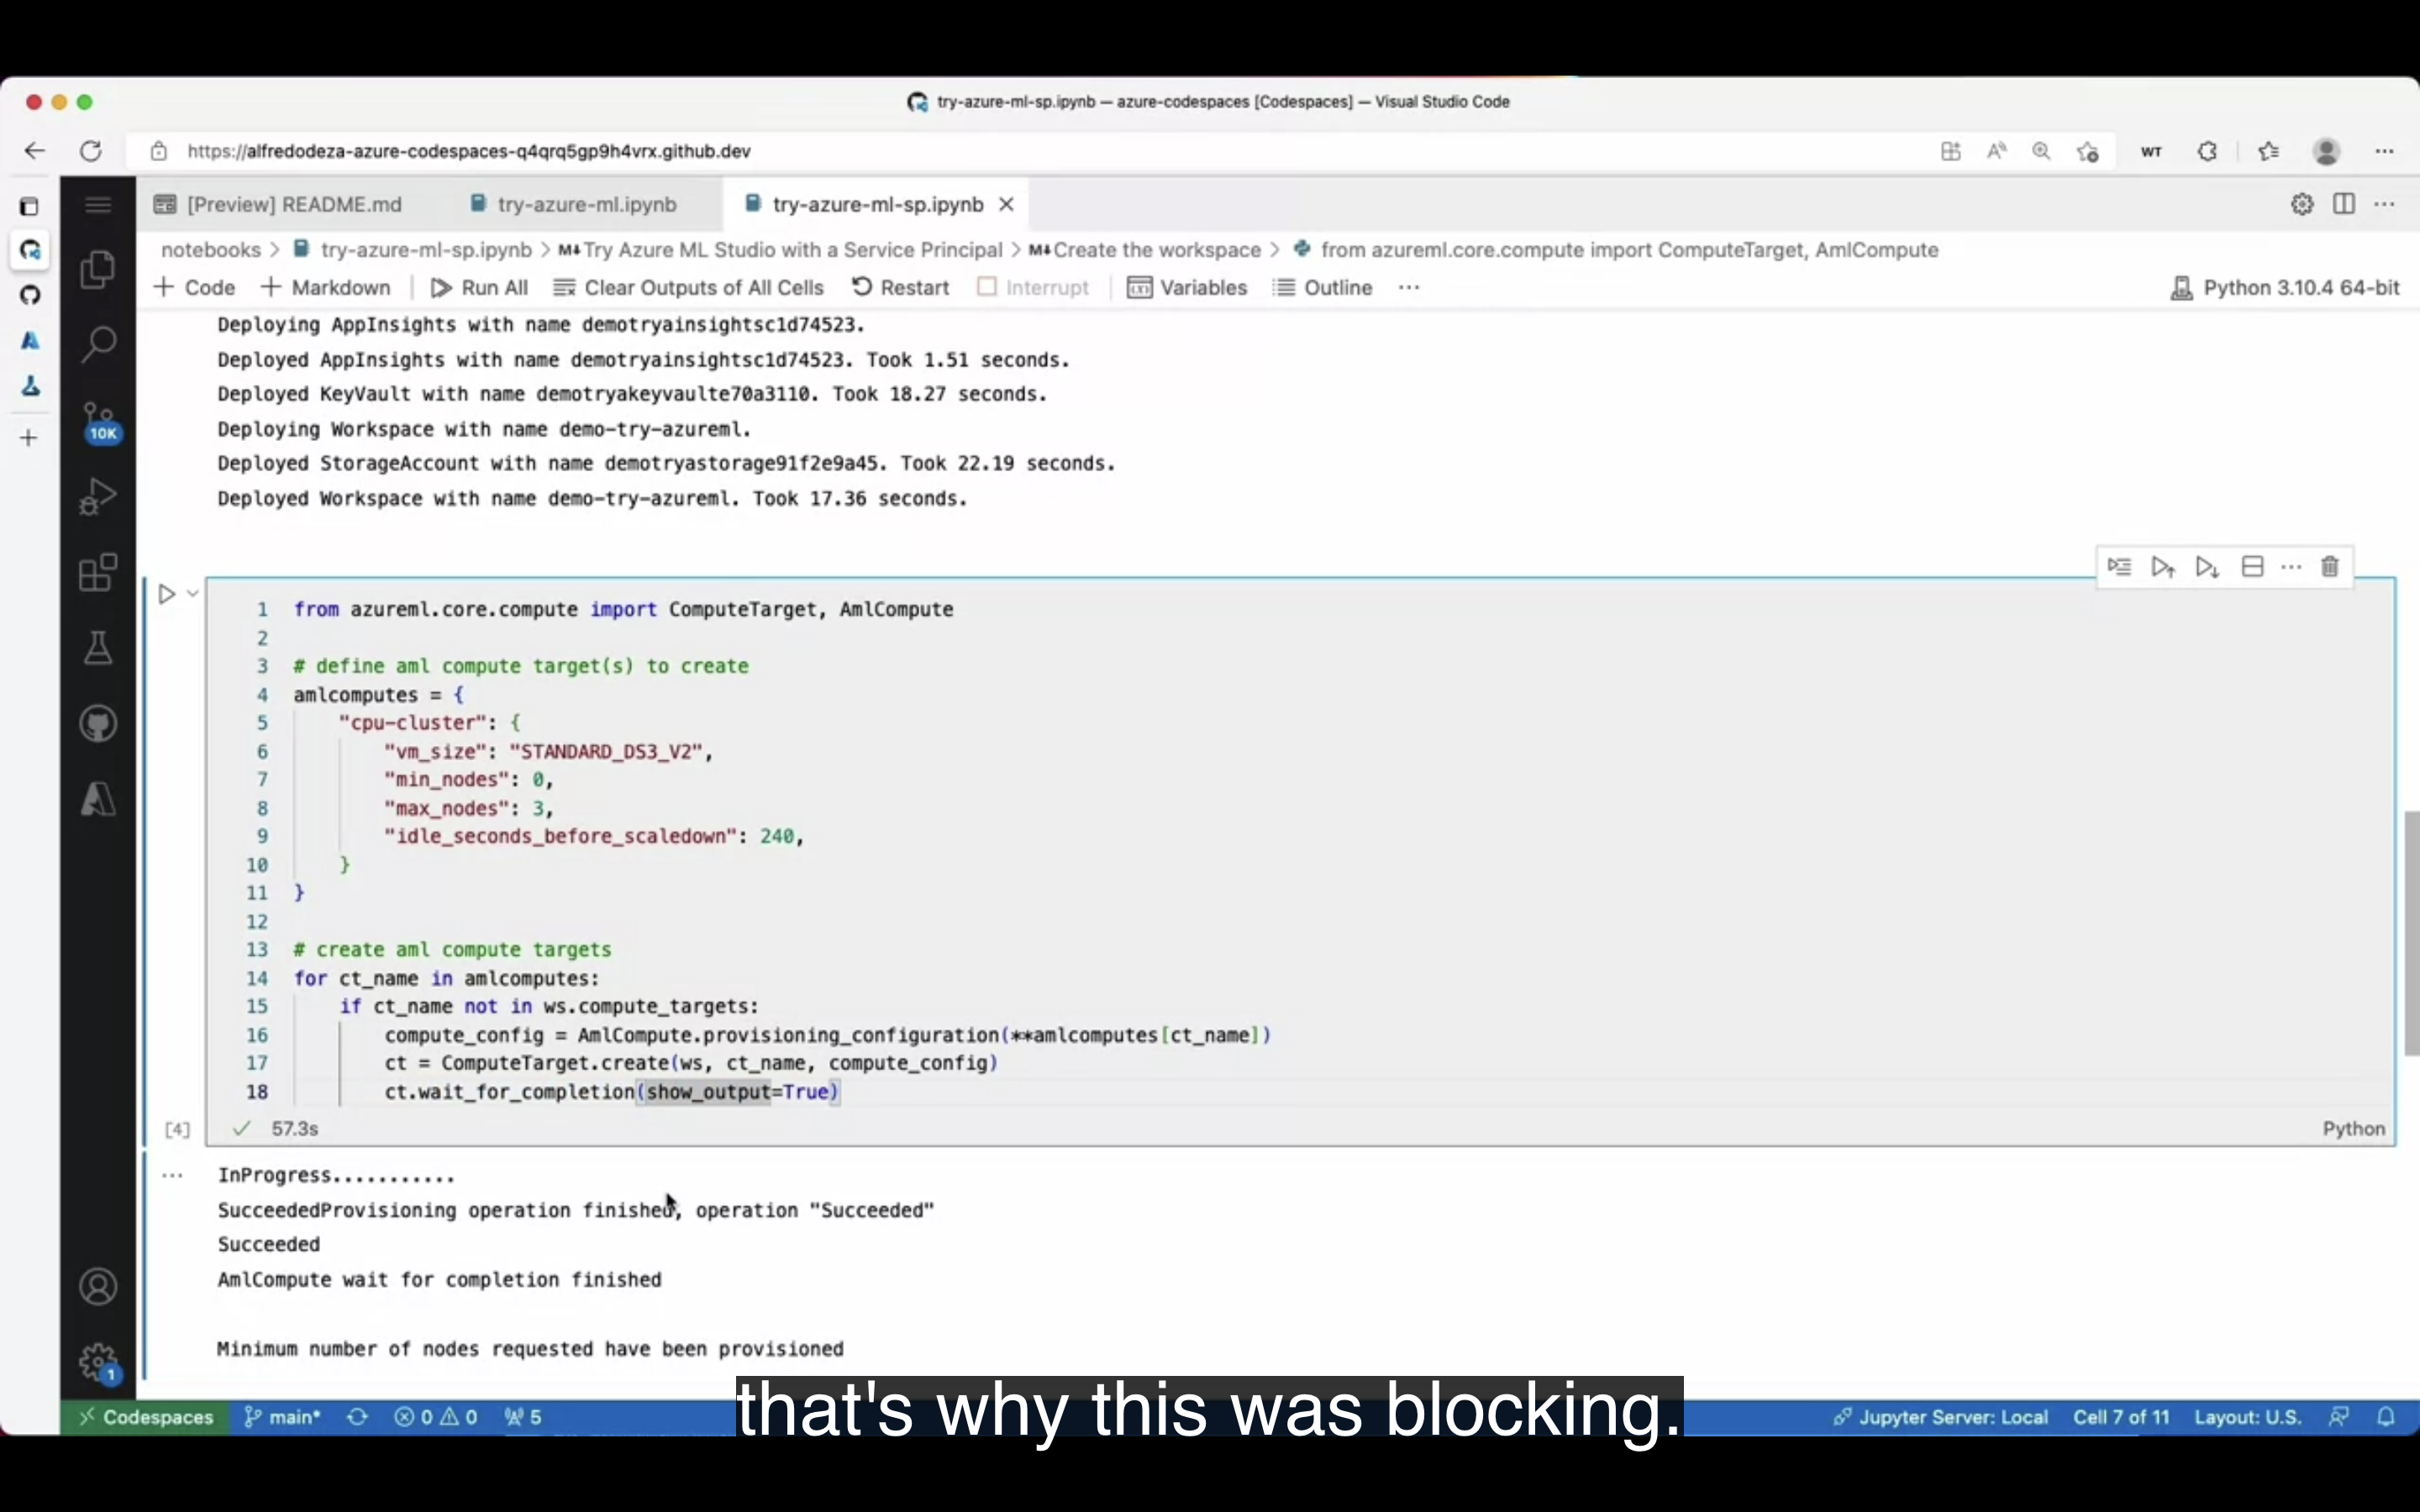 try-azure-ml-sp.ipynb — azure-codespaces [Codespaces] — Visual Studio Code
https://alfredodeza-azure-codespaces-q4qrq5gp9h4vrx.github.dev
WT
[Preview] README.md
try-azure-ml.ipynb
try-azure-ml-sp.ipynb
notebooks > try-azure-ml-sp.ipynb > M↓Try Azure ML Studio with a Service Principal > M↓Create the workspace > from azureml.core.compute import ComputeTarget, AmlCompute
+ Code + Markdown Run All Clear Outputs of All Cells Restart Interrupt Variables Outline ··· Python 3.10.4 64-bit
10K
Deploying AppInsights with name demotryainsightsc1d74523.
Deployed AppInsights with name demotryainsightsc1d74523. Took 1.51 seconds.
Deployed KeyVault with name demotryakeyvaulte70a3110. Took 18.27 seconds.
Deploying Workspace with name demo-try-azureml.
Deployed StorageAccount with name demotryastorage91f2e9a45. Took 22.19 seconds.
Deployed Workspace with name demo-try-azureml. Took 17.36 seconds.
1 from azureml.core.compute import ComputeTarget, AmlCompute
2
3 # define aml compute target(s) to create
4 amlcomputes = {
5 "cpu-cluster": {
6 "vm_size": "STANDARD_DS3_V2",
7 "min_nodes": 0,
8 "max_nodes": 3,
9 "idle_seconds_before_scaledown": 240,
10 }
11 }
12
13 # create aml compute targets
14 for ct_name in amlcomputes:
15 if ct_name not in ws.compute_targets:
16 compute_config = AmlCompute.provisioning_configuration(**amlcomputes[ct_name])
17 ct = ComputeTarget.create(ws, ct_name, compute_config)
18 ct.wait_for_completion(show_output=True)
[4] 57.3s Python
InProgress...........
SucceededProvisioning operation finished, operation "Succeeded"
Succeeded
AmlCompute wait for completion finished
Minimum number of nodes requested have been provisioned
1
that's why this was blocking.
Codespaces main* 0 0 5 Jupyter Server: Local Cell 7 of 11 Layout: U.S.